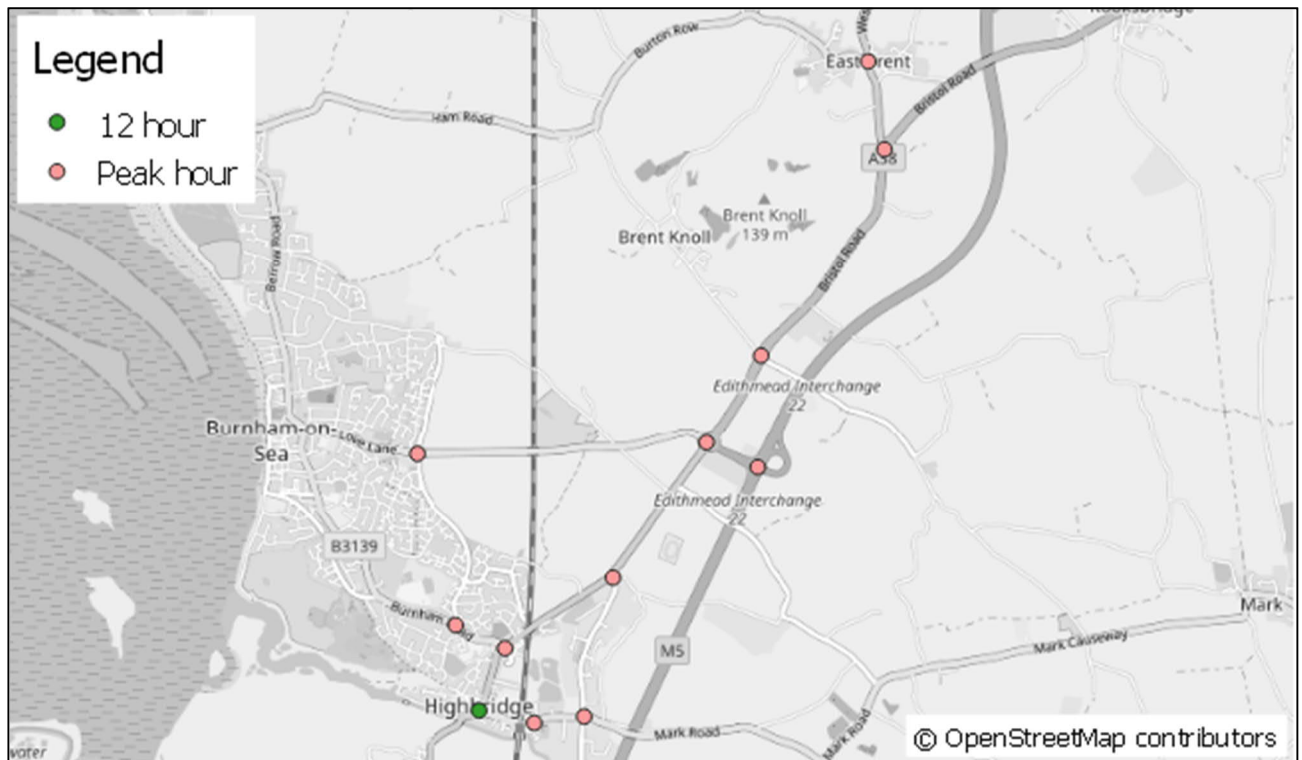 Legend
12 hour
Peak hour
Burton Row
East Brent
Bristol Road
Ham Road
A38
Brent Knoll
139 m
Brent Knoll
Berrow Road
Bristol Road
Edithmead Interchange
22
Burnham-on-
Sea
Love Lane
Edithmead Interchange
22
B3139
Mark
Burnham Road
Mark Causeway
M5
Highbridge
Mark Road
Mark Road
© OpenStreetMap contributors